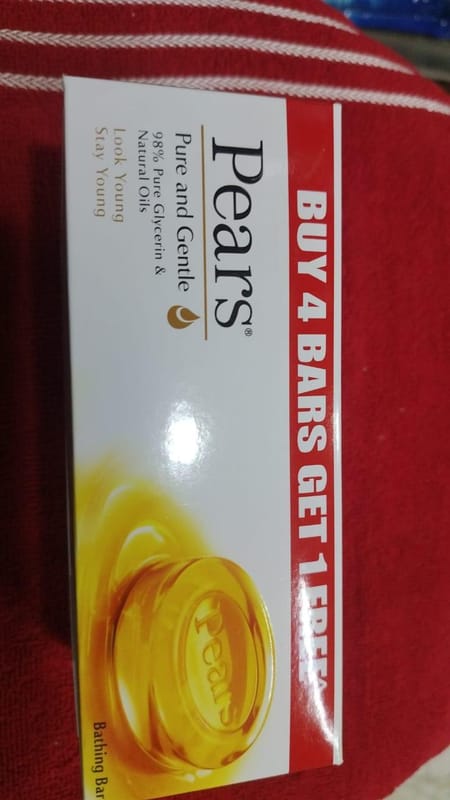 BUY 4 BARS GET 1 FREE^
Pears®
Pure and Gentle
98% Pure Glycerin &
Natural Oils
Look Young
Stay Young
Pears
Bathing Bar